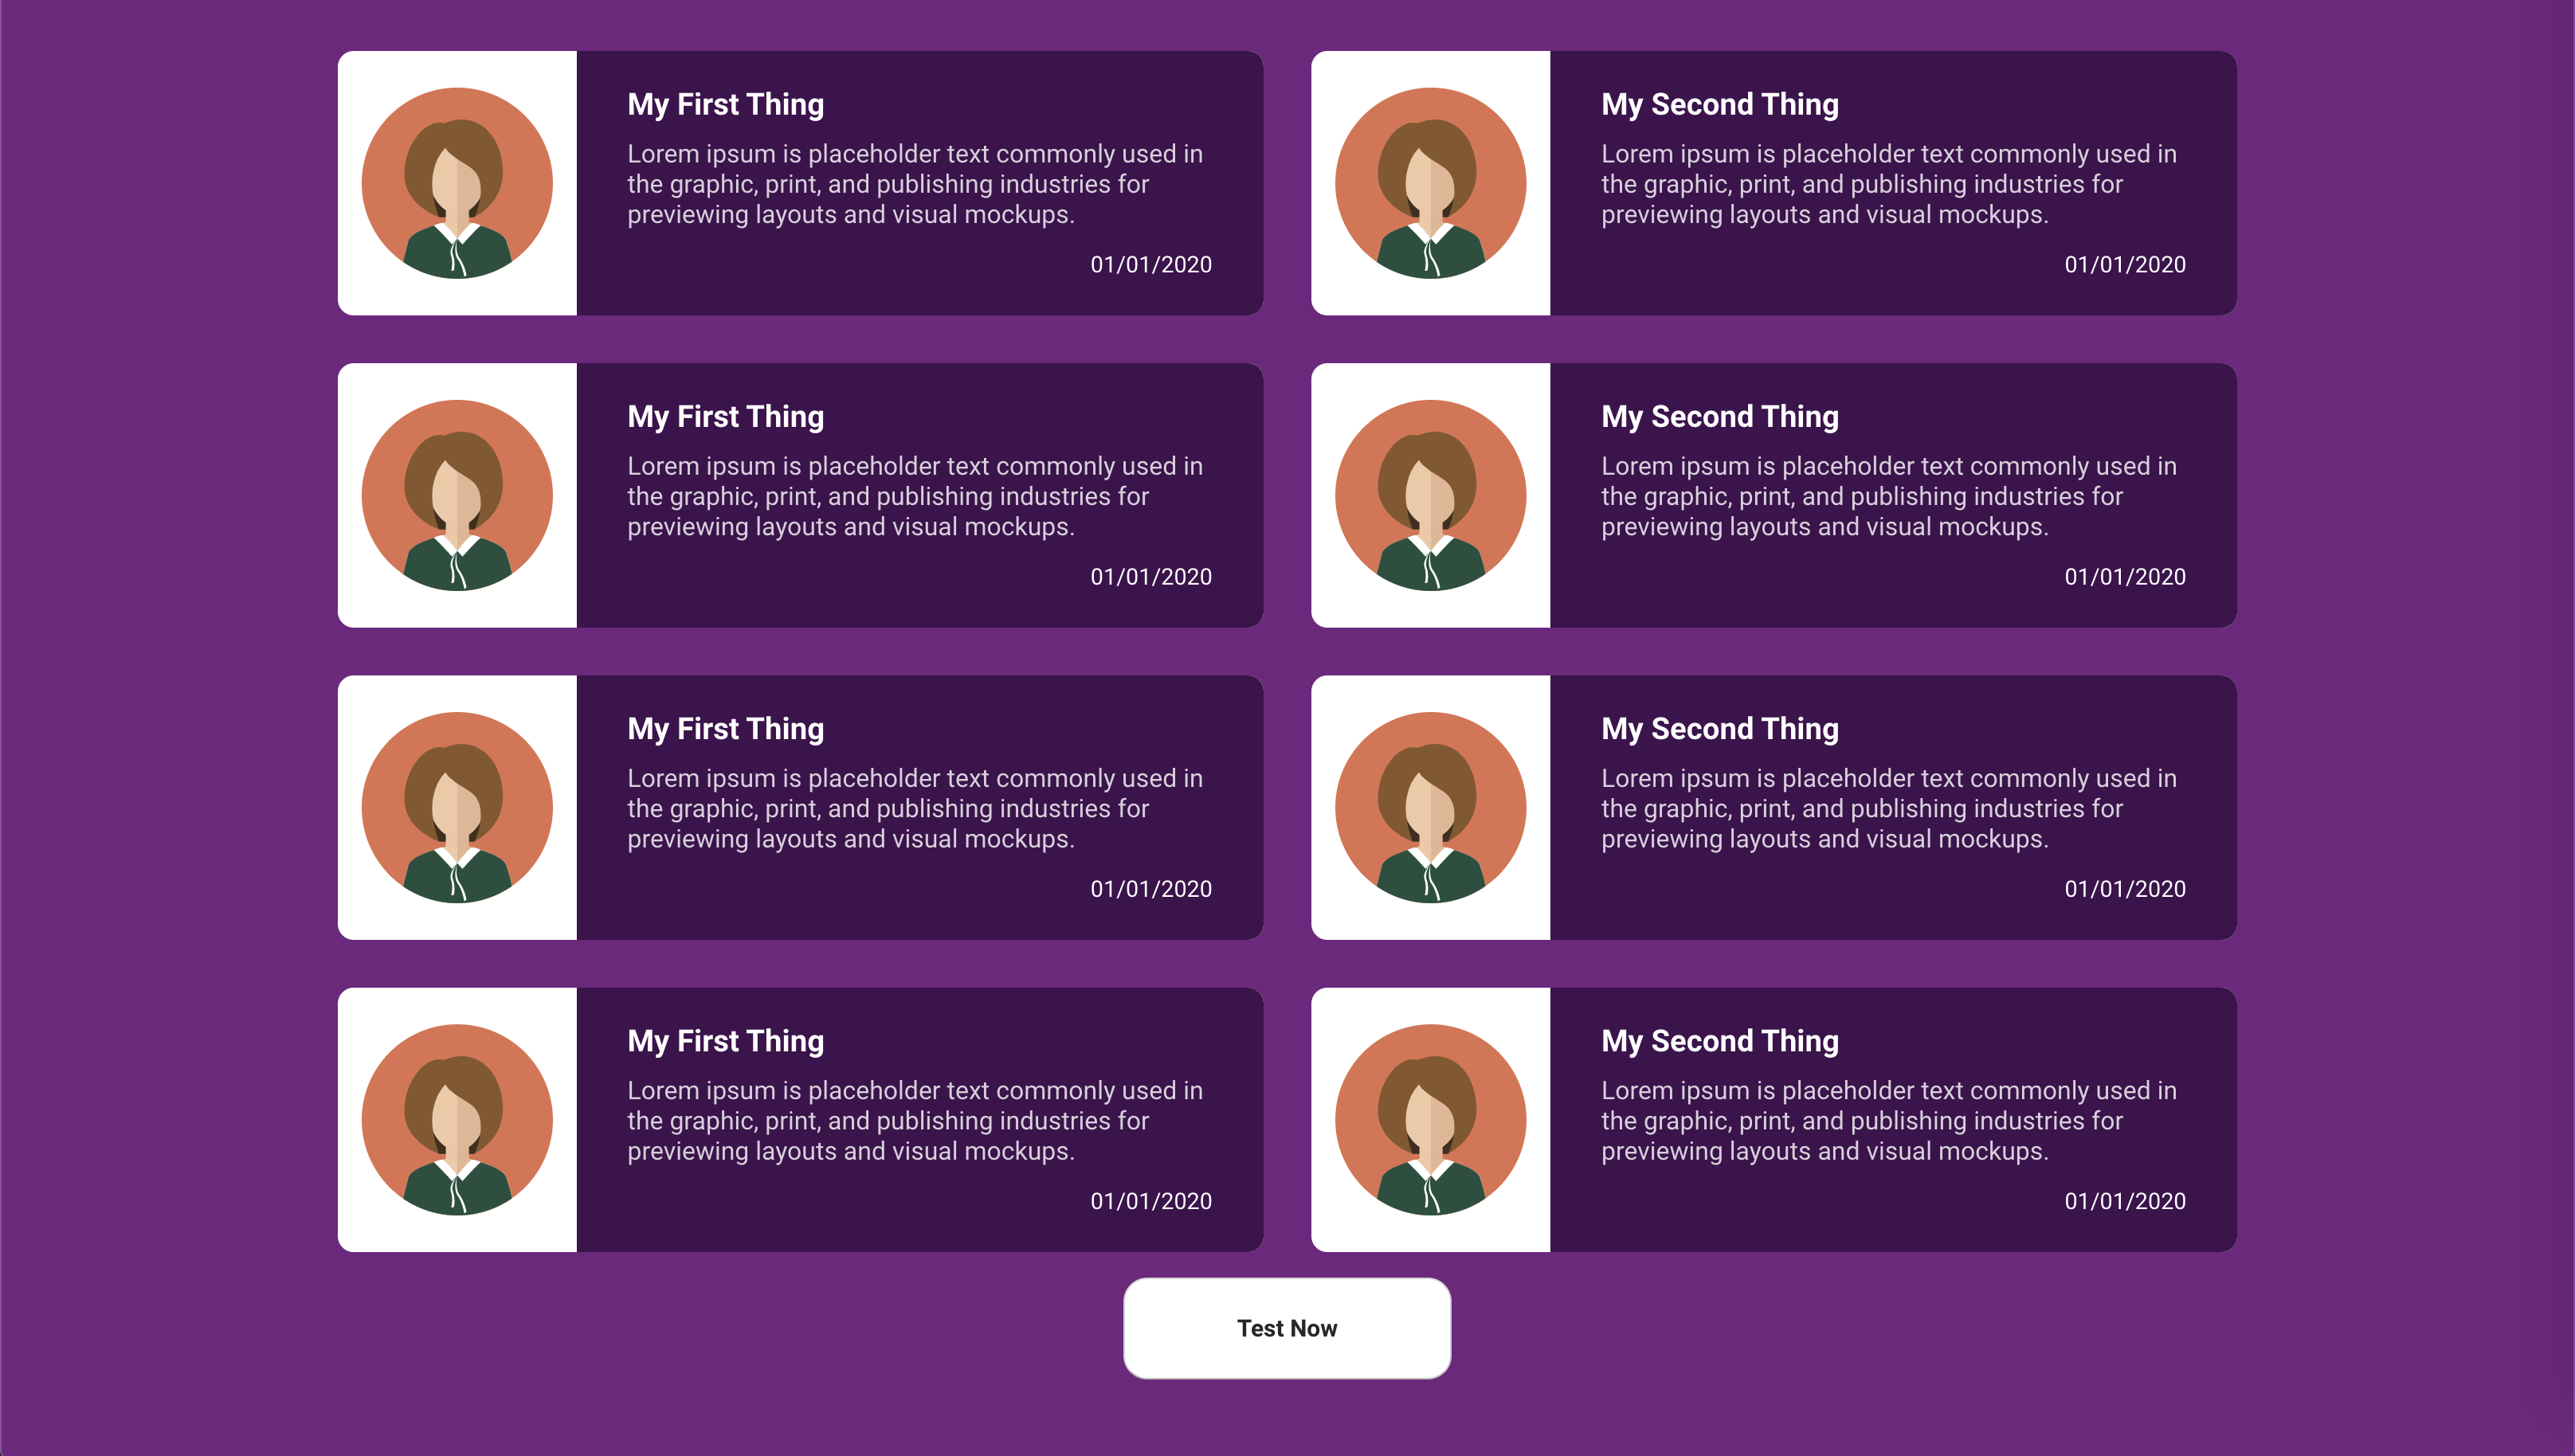 My First Thing
Lorem ipsum is placeholder text commonly used in
the graphic, print, and publishing industries for
previewing layouts and visual mockups.
01/01/2020
My Second Thing
Lorem ipsum is placeholder text commonly used in
the graphic, print, and publishing industries for
previewing layouts and visual mockups.
01/01/2020
My First Thing
Lorem ipsum is placeholder text commonly used in
the graphic, print, and publishing industries for
previewing layouts and visual mockups.
01/01/2020
My Second Thing
Lorem ipsum is placeholder text commonly used in
the graphic, print, and publishing industries for
previewing layouts and visual mockups.
01/01/2020
My First Thing
Lorem ipsum is placeholder text commonly used in
the graphic, print, and publishing industries for
previewing layouts and visual mockups.
01/01/2020
My Second Thing
Lorem ipsum is placeholder text commonly used in
the graphic, print, and publishing industries for
previewing layouts and visual mockups.
01/01/2020
My First Thing
Lorem ipsum is placeholder text commonly used in
the graphic, print, and publishing industries for
previewing layouts and visual mockups.
01/01/2020
My Second Thing
Lorem ipsum is placeholder text commonly used in
the graphic, print, and publishing industries for
previewing layouts and visual mockups.
01/01/2020
Test Now